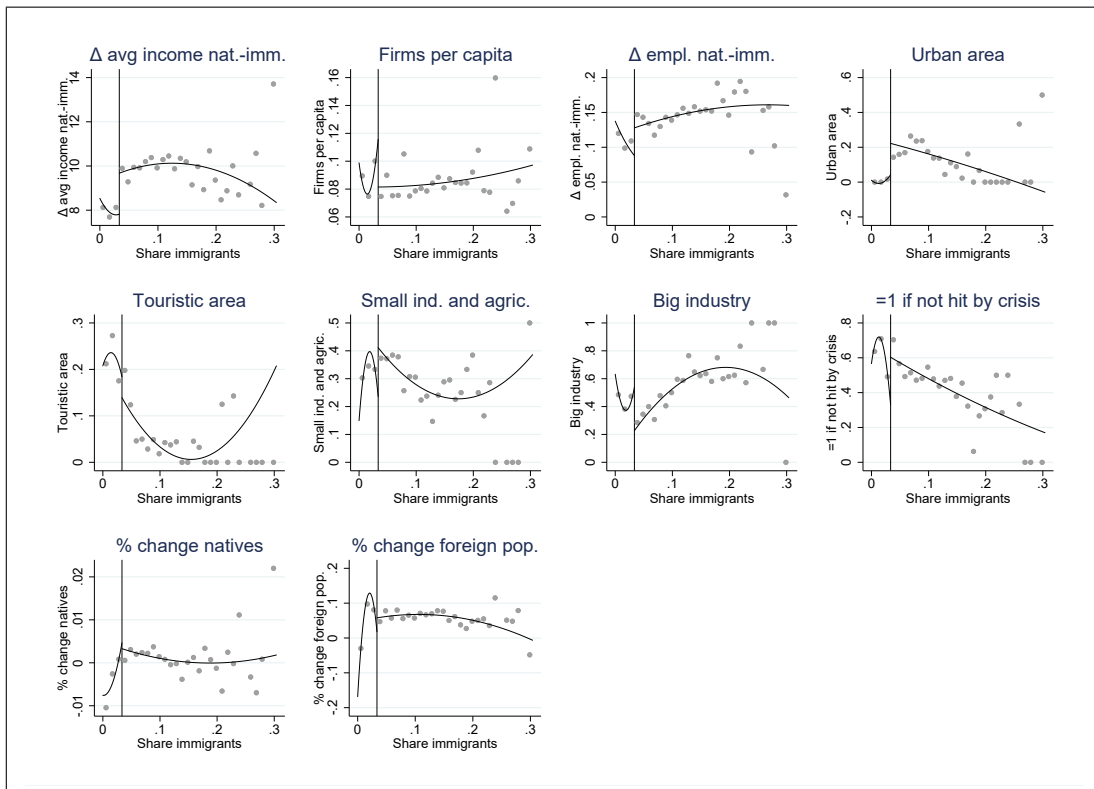 Δ avg income nat.-imm.
Δ avg income nat.-imm.
14
12
10
8
0 .1 .2 .3
Share immigrants
Firms per capita
Firms per capita
.16
.14
.12
.1
.08
.06
0 .1 .2 .3
Share immigrants
Δ empl. nat.-imm.
Δ empl. nat.-imm.
.2
.15
.1
.05
0
0 .1 .2 .3
Share immigrants
Urban area
Urban area
.6
.4
.2
0
-.2
0 .1 .2 .3
Share immigrants
Touristic area
Touristic area
.3
.2
.1
0
0 .1 .2 .3
Share immigrants
Small ind. and agric.
Small ind. and agric.
.5
.4
.3
.2
.1
0
0 .1 .2 .3
Share immigrants
Big industry
Big industry
1
.8
.6
.4
.2
0
0 .1 .2 .3
Share immigrants
=1 if not hit by crisis
=1 if not hit by crisis
.8
.6
.4
.2
0
0 .1 .2 .3
Share immigrants
% change natives
% change natives
.02
.01
0
-.01
0 .1 .2 .3
Share immigrants
% change foreign pop.
% change foreign pop.
.2
.1
0
-.1
-.2
0 .1 .2 .3
Share immigrants